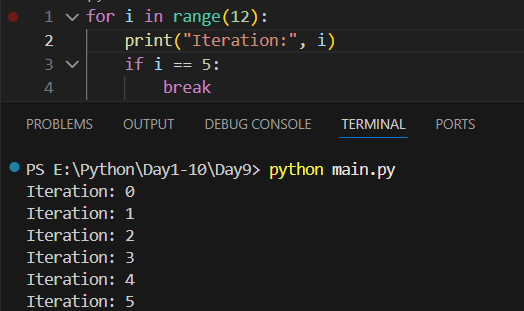 1 for i in range(12):
2 print("Iteration:", i)
3 if i == 5:
4 break
PROBLEMS OUTPUT DEBUG CONSOLE TERMINAL PORTS
PS E:\Python\Day1-10\Day9> python main.py
Iteration: 0
Iteration: 1
Iteration: 2
Iteration: 3
Iteration: 4
Iteration: 5